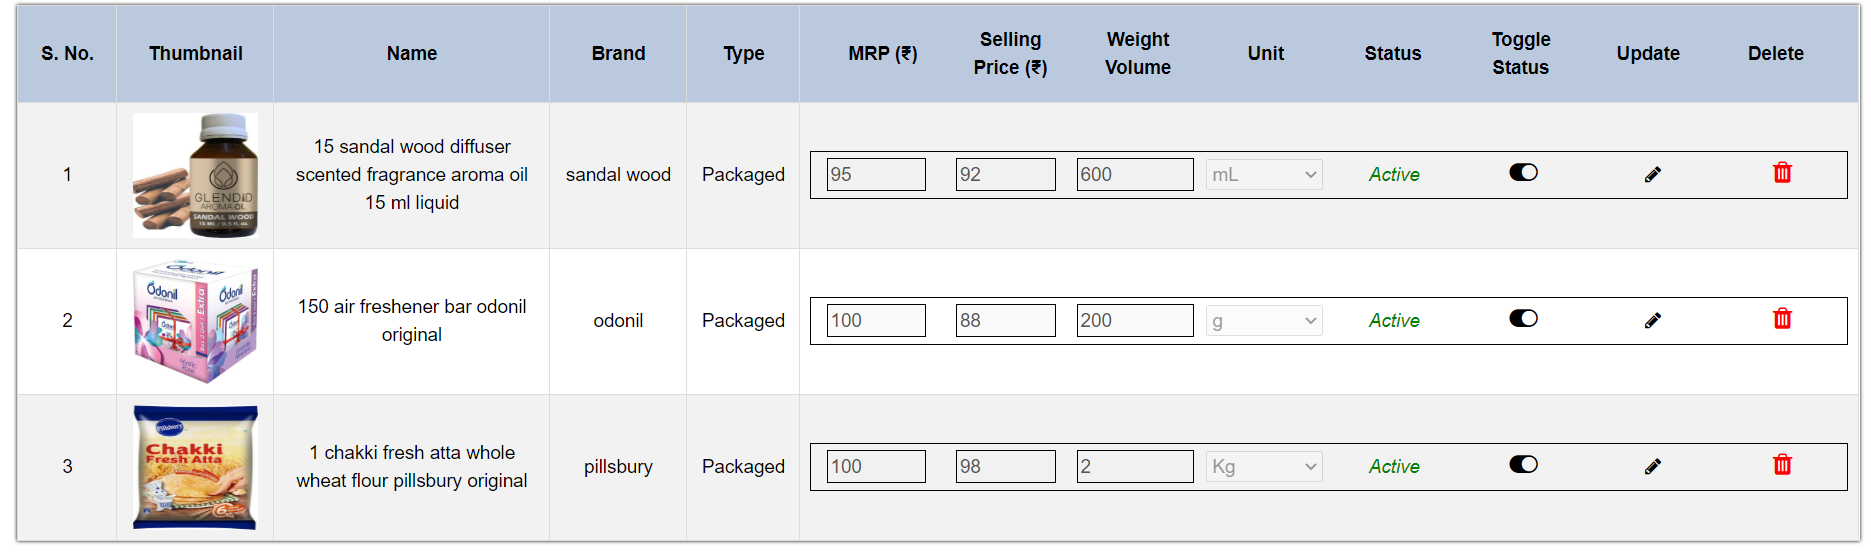 S. No.
Thumbnail
Name
Brand
Type
MRP (₹)
Selling
Price (₹)
Weight
Volume
Unit
Status
Toggle
Status
Update
Delete
1
GLENDID
AROMA OIL
SANDAL WOOD
15 sandal wood diffuser
scented fragrance aroma oil
15 ml liquid
sandal wood
Packaged
95
92
600
mL
Active
2
Odonil
Odonil
Odonil
Extra
150 air freshener bar odonil
original
odonil
Packaged
100
88
200
g
Active
3
Pillsbury
Chakki
Fresh Atta
1 chakki fresh atta whole
wheat flour pillsbury original
pillsbury
Packaged
100
98
2
Kg
Active